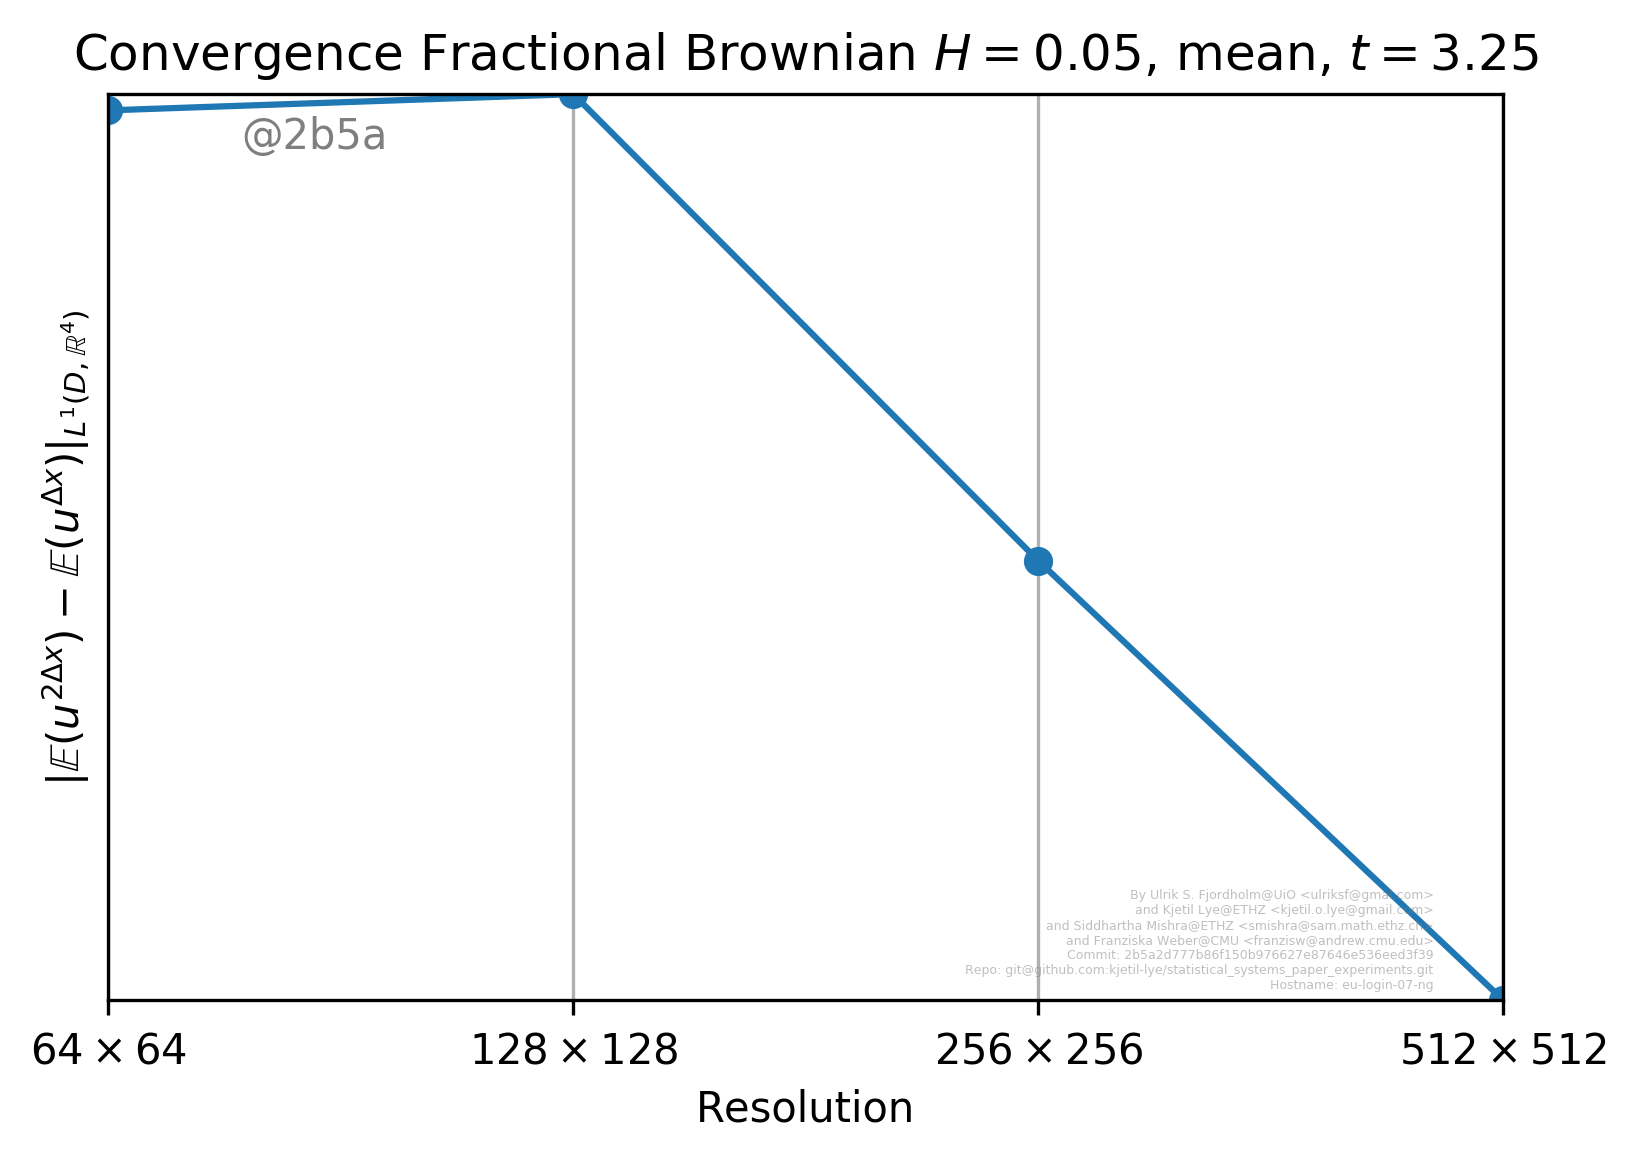 Convergence Fractional Brownian H = 0.05, mean, t = 3.25
@2b5a
|𝔼(u^{2Δx}) − 𝔼(u^{Δx})|_{L^1(D, ℝ^4)}
By Ulrik S. Fjordholm@UiO <ulriksf@gmail.com>
and Kjetil Lye@ETHZ <kjetil.o.lye@gmail.com>
and Siddhartha Mishra@ETHZ <smishra@sam.math.ethz.ch>
and Franziska Weber@CMU <franzisw@andrew.cmu.edu>
Commit: 2b5a2d777b86f150b976627e87646e536eed3f39
Repo: git@github.com:kjetil-lye/statistical_systems_paper_experiments.git
Hostname: eu-login-07-ng
64 × 64
128 × 128
256 × 256
512 × 512
Resolution